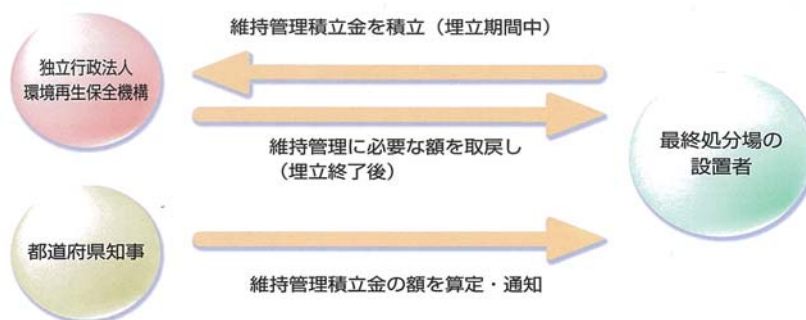 維持管理積立金を積立（埋立期間中）
独立行政法人
環境再生保全機構
維持管理に必要な額を取戻し
（埋立終了後）
最終処分場の
設置者
都道府県知事
維持管理積立金の額を算定・通知